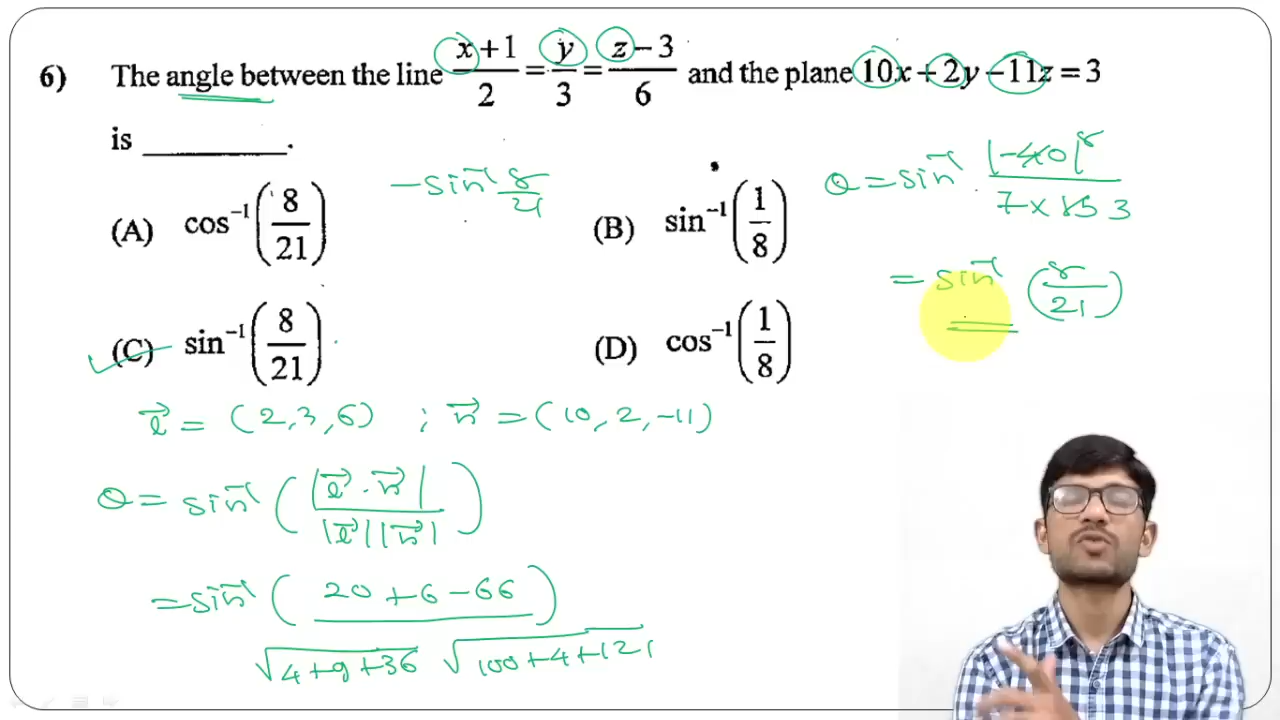 6) The angle between the line (x+1)/2 = y/3 = (z−3)/6 and the plane 10x+2y−11z=3
is ________.
−sin⁻¹ 8/21
θ = sin⁻¹ |−40| 8 / 7×15 3
(A) cos⁻¹(8/21)
(B) sin⁻¹(1/8)
= sin⁻¹ (8/21)
(C) sin⁻¹(8/21)
(D) cos⁻¹(1/8)
l⃗ = (2,3,6) ; n⃗ = (10, 2, −11)
θ = sin⁻¹ ( |l⃗ · n⃗| / |l⃗||n⃗| )
= sin⁻¹ ( 20+6−66 ) / √4+9+36 √100+4+121